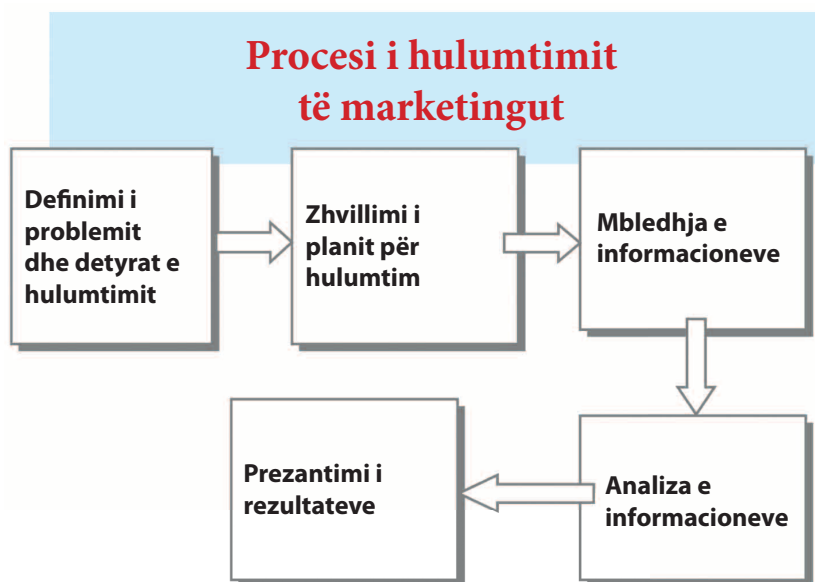 Procesi i hulumtimit
të marketingut
Definimi i
problemit
dhe detyrat e
hulumtimit
Zhvillimi i
planit për
hulumtim
Mbledhja e
informacioneve
Analiza e
informacioneve
Prezantimi i
rezultateve